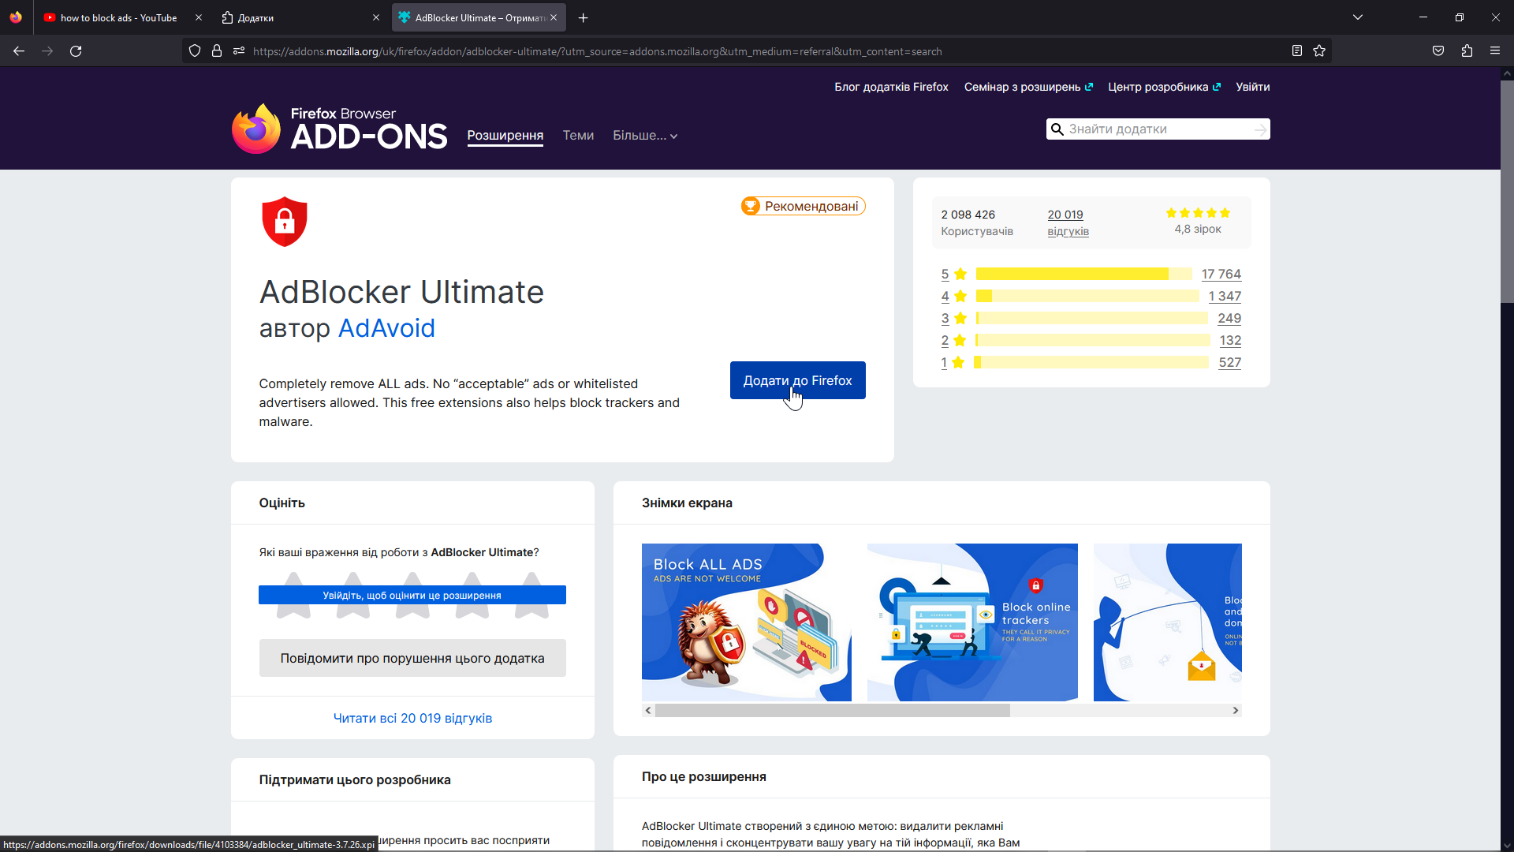 how to block ads - YouTube
Додатки
AdBlocker Ultimate – Отримати
https://addons.mozilla.org/uk/firefox/addon/adblocker-ultimate/?utm_source=addons.mozilla.org&utm_medium=referral&utm_content=search
Блог додатків Firefox
Семінар з розширень
Центр розробника
Увійти
Firefox Browser
ADD-ONS
Розширення
Теми
Більше...
Знайти додатки
Рекомендовані
AdBlocker Ultimate
автор AdAvoid
Completely remove ALL ads. No “acceptable” ads or whitelisted
advertisers allowed. This free extensions also helps block trackers and
malware.
Додати до Firefox
2 098 426
Користувачів
20 019
відгуків
4,8 зірок
5 17 764
4 1 347
3 249
2 132
1 527
Оцініть
Які ваші враження від роботи з AdBlocker Ultimate?
Увійдіть, щоб оцінити це розширення
Повідомити про порушення цього додатка
Читати всі 20 019 відгуків
Знімки екрана
Block ALL ADS
ADS ARE NOT WELCOME
BLOCKED
Block online
trackers
THEY CALL IT PRIVACY
FOR A REASON
Підтримати цього розробника
ирення просить вас посприяти
Про це розширення
AdBlocker Ultimate створений з єдиною метою: видалити рекламні
повідомлення і сконцентрувати вашу увагу на тій інформації, яка Вам
https://addons.mozilla.org/firefox/downloads/file/4103384/adblocker_ultimate-3.7.26.xpi